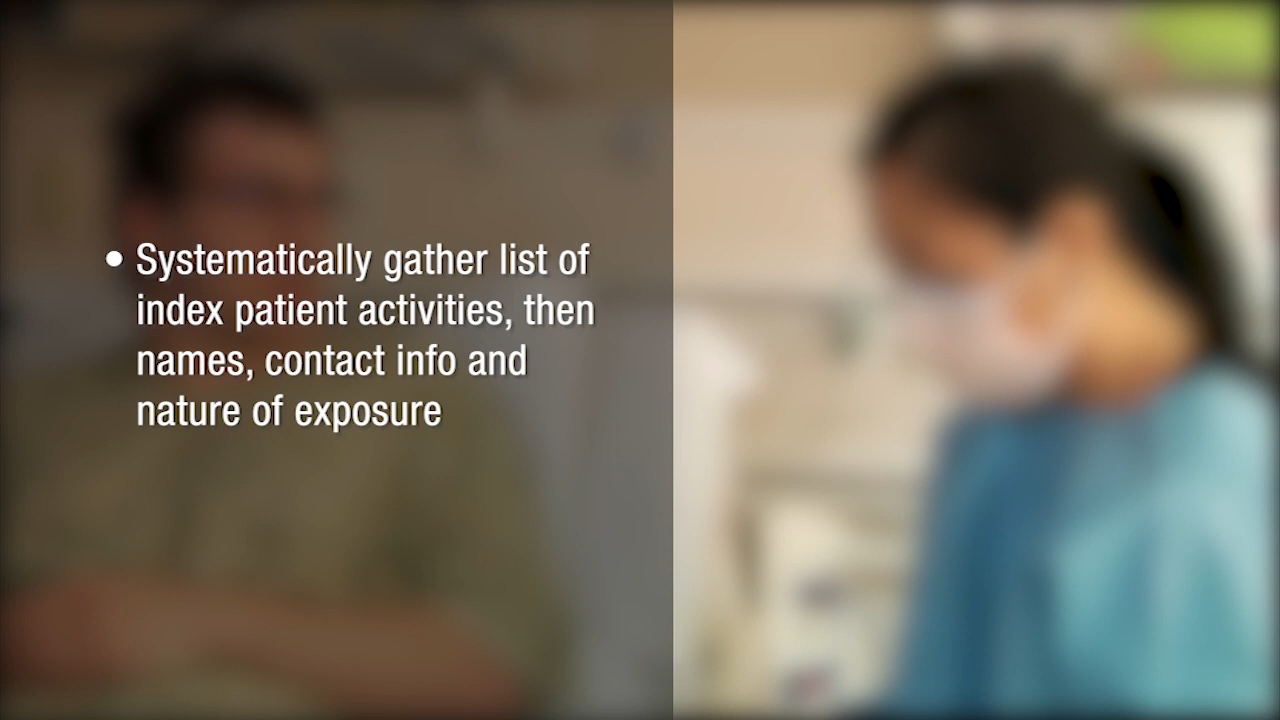 • Systematically gather list of
index patient activities, then
names, contact info and
nature of exposure